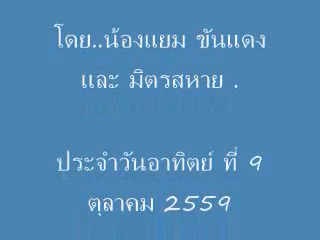 โดย..น้องแยม ขันแดง
และ มิตรสหาย .
ประจำวันอาทิตย์ ที่ 9
ตุลาคม 2559